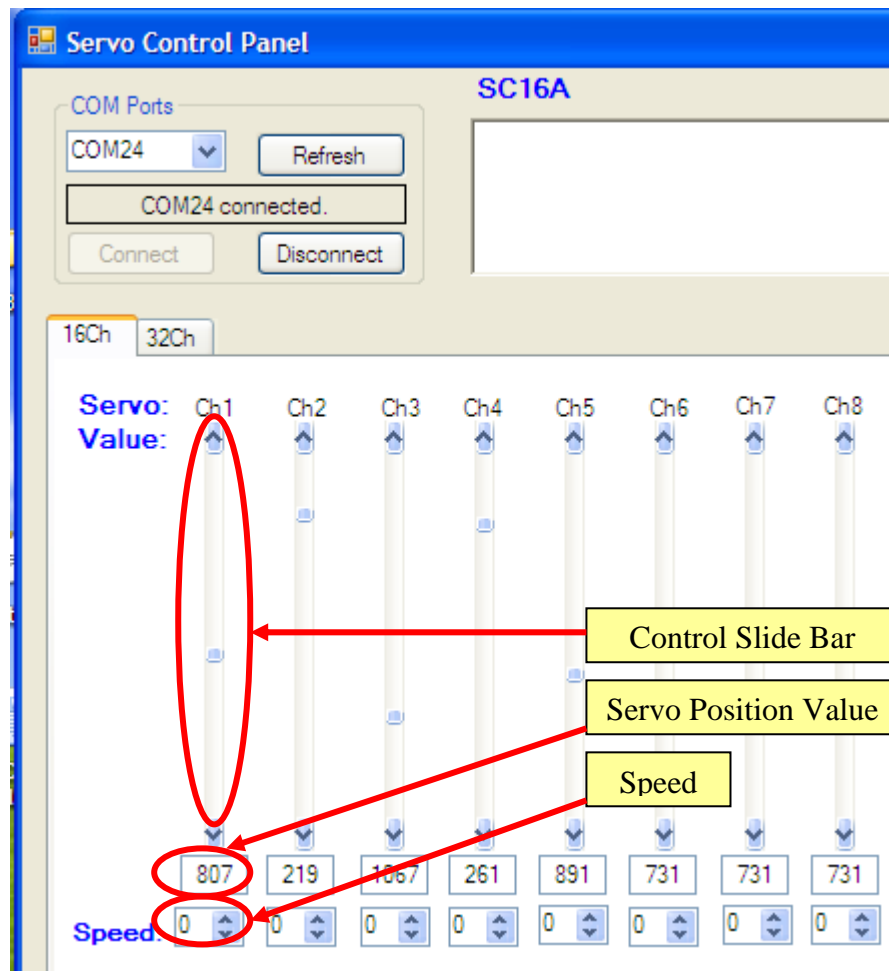 Servo Control Panel
SC16A
COM Ports
COM24
Refresh
COM24 connected.
Connect
Disconnect
16Ch
32Ch
Servo: Ch1 Ch2 Ch3 Ch4 Ch5 Ch6 Ch7 Ch8
Value:
Control Slide Bar
Servo Position Value
Speed
807 219 1067 261 891 731 731 731
Speed: 0 0 0 0 0 0 0 0